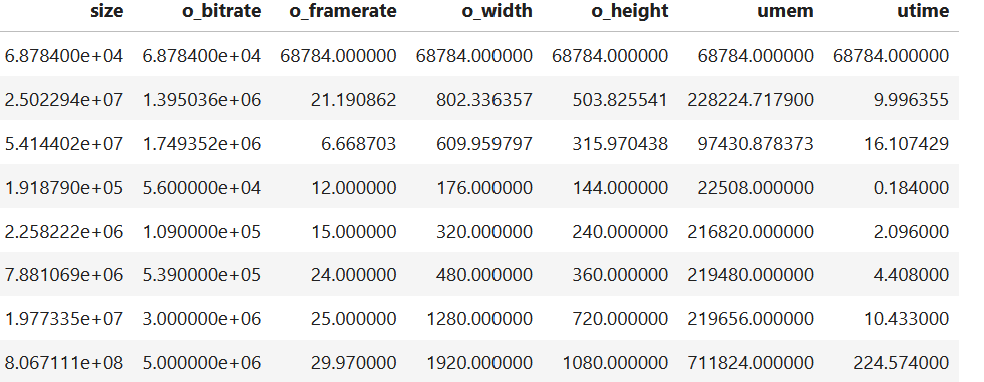 size o_bitrate o_framerate o_width o_height umem utime
6.878400e+04 6.878400e+04 68784.000000 68784.000000 68784.000000 68784.000000 68784.000000
2.502294e+07 1.395036e+06 21.190862 802.336357 503.825541 228224.717900 9.996355
5.414402e+07 1.749352e+06 6.668703 609.959797 315.970438 97430.878373 16.107429
1.918790e+05 5.600000e+04 12.000000 176.000000 144.000000 22508.000000 0.184000
2.258222e+06 1.090000e+05 15.000000 320.000000 240.000000 216820.000000 2.096000
7.881069e+06 5.390000e+05 24.000000 480.000000 360.000000 219480.000000 4.408000
1.977335e+07 3.000000e+06 25.000000 1280.000000 720.000000 219656.000000 10.433000
8.067111e+08 5.000000e+06 29.970000 1920.000000 1080.000000 711824.000000 224.574000